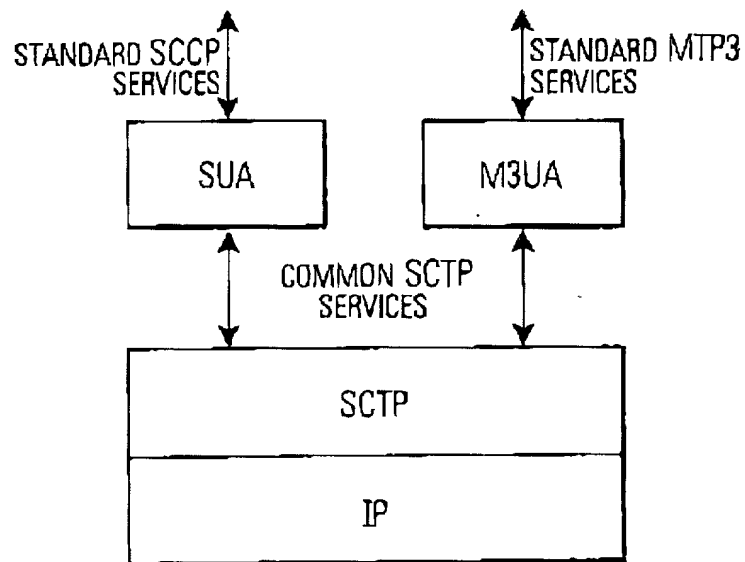 STANDARD SCCP
SERVICES
STANDARD MTP3
SERVICES
SUA
M3UA
COMMON SCTP
SERVICES
SCTP
IP